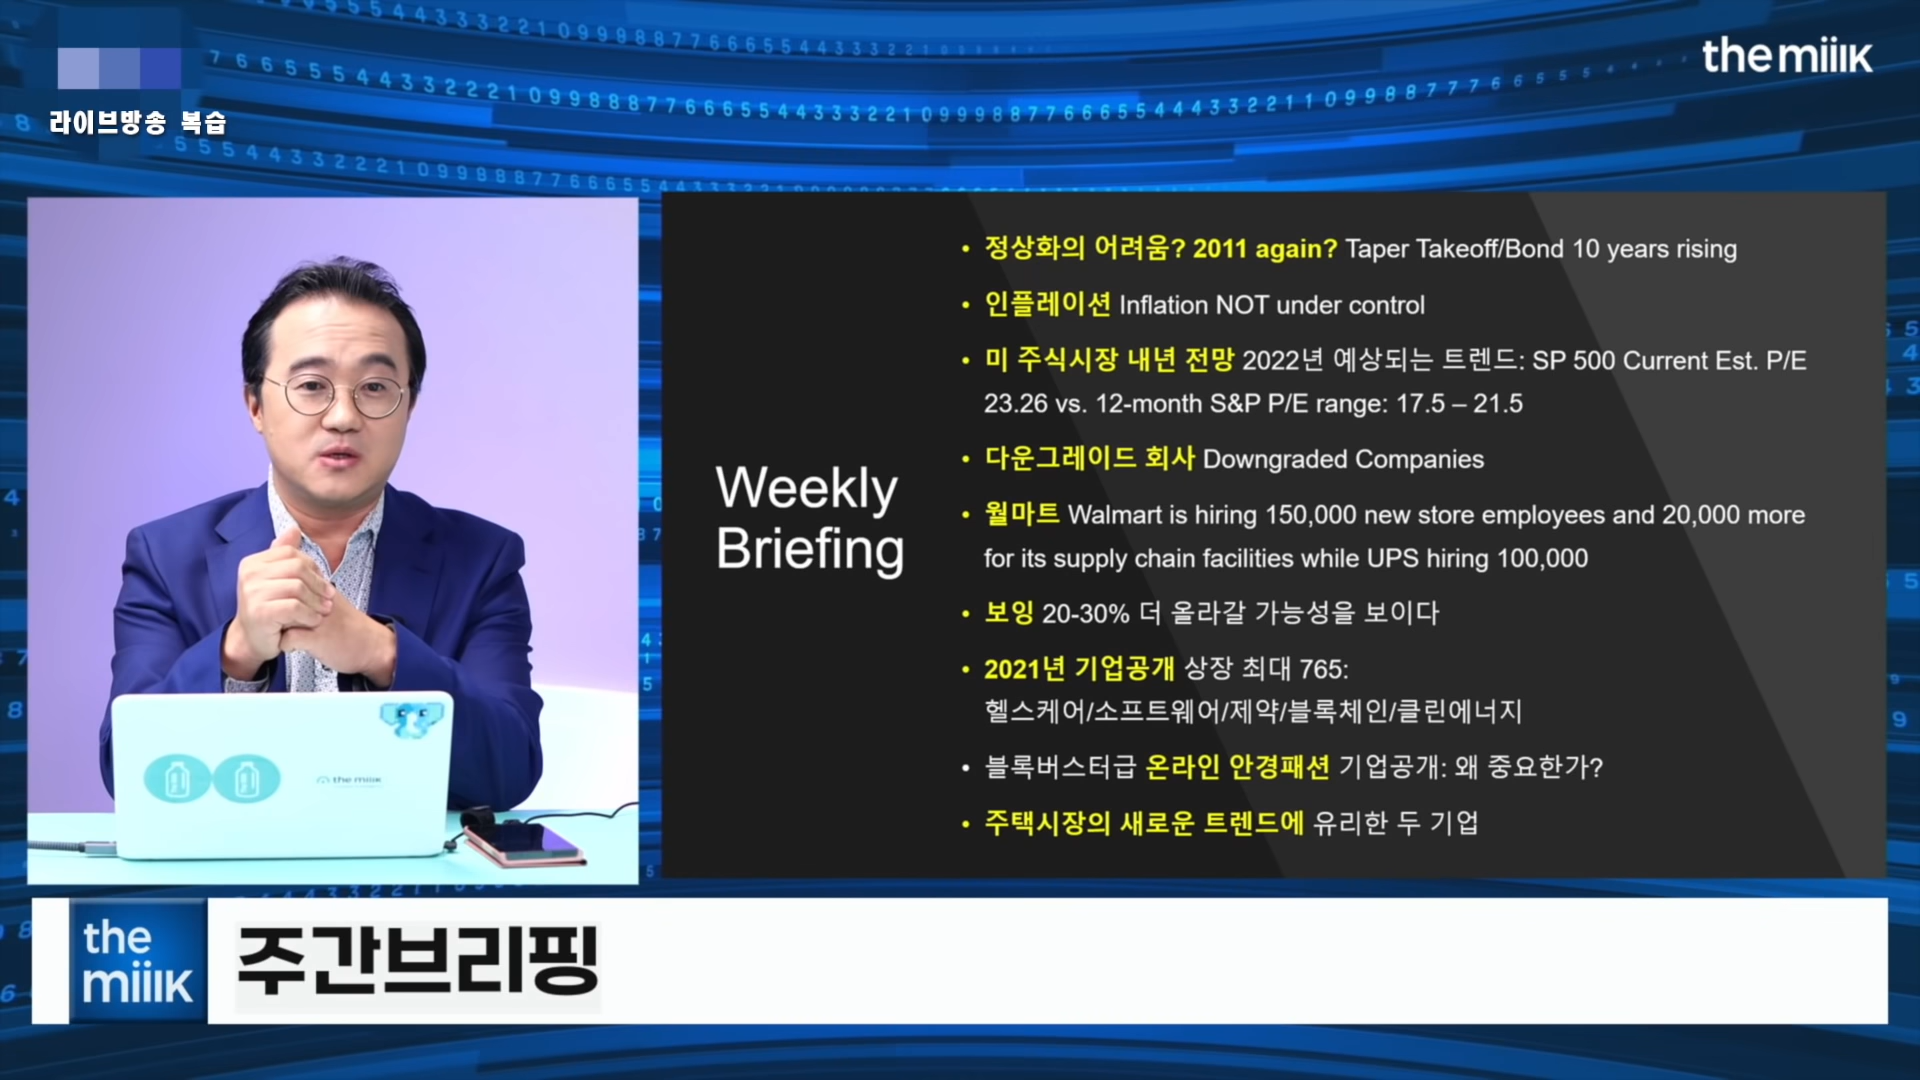 the miilk
라이브방송 복습
• 정상화의 어려움? 2011 again? Taper Takeoff/Bond 10 years rising
• 인플레이션 Inflation NOT under control
• 미 주식시장 내년 전망 2022년 예상되는 트렌드: SP 500 Current Est. P/E
23.26 vs. 12-month S&P P/E range: 17.5 – 21.5
• 다운그레이드 회사 Downgraded Companies
Weekly
Briefing
• 월마트 Walmart is hiring 150,000 new store employees and 20,000 more
for its supply chain facilities while UPS hiring 100,000
• 보잉 20-30% 더 올라갈 가능성을 보이다
• 2021년 기업공개 상장 최대 765:
헬스케어/소프트웨어/제약/블록체인/클린에너지
• 블록버스터급 온라인 안경패션 기업공개: 왜 중요한가?
• 주택시장의 새로운 트렌드에 유리한 두 기업
the miilk
the
miilk
주간브리핑